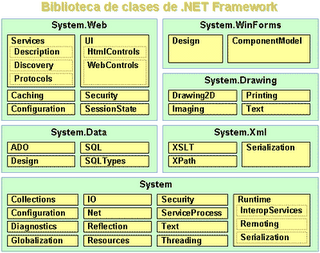 Biblioteca de clases de .NET Framework
System.Web
Services
Description
Discovery
Protocols
UI
HtmlControls
WebControls
Caching
Security
Configuration
SessionState
System.WinForms
Design
ComponentModel
System.Drawing
Drawing2D
Printing
Imaging
Text
System.Data
ADO
SQL
Design
SQLTypes
System.Xml
XSLT
Serialization
XPath
System
Collections
IO
Security
Runtime
Configuration
Net
ServiceProcess
InteropServices
Diagnostics
Reflection
Text
Remoting
Globalization
Resources
Threading
Serialization